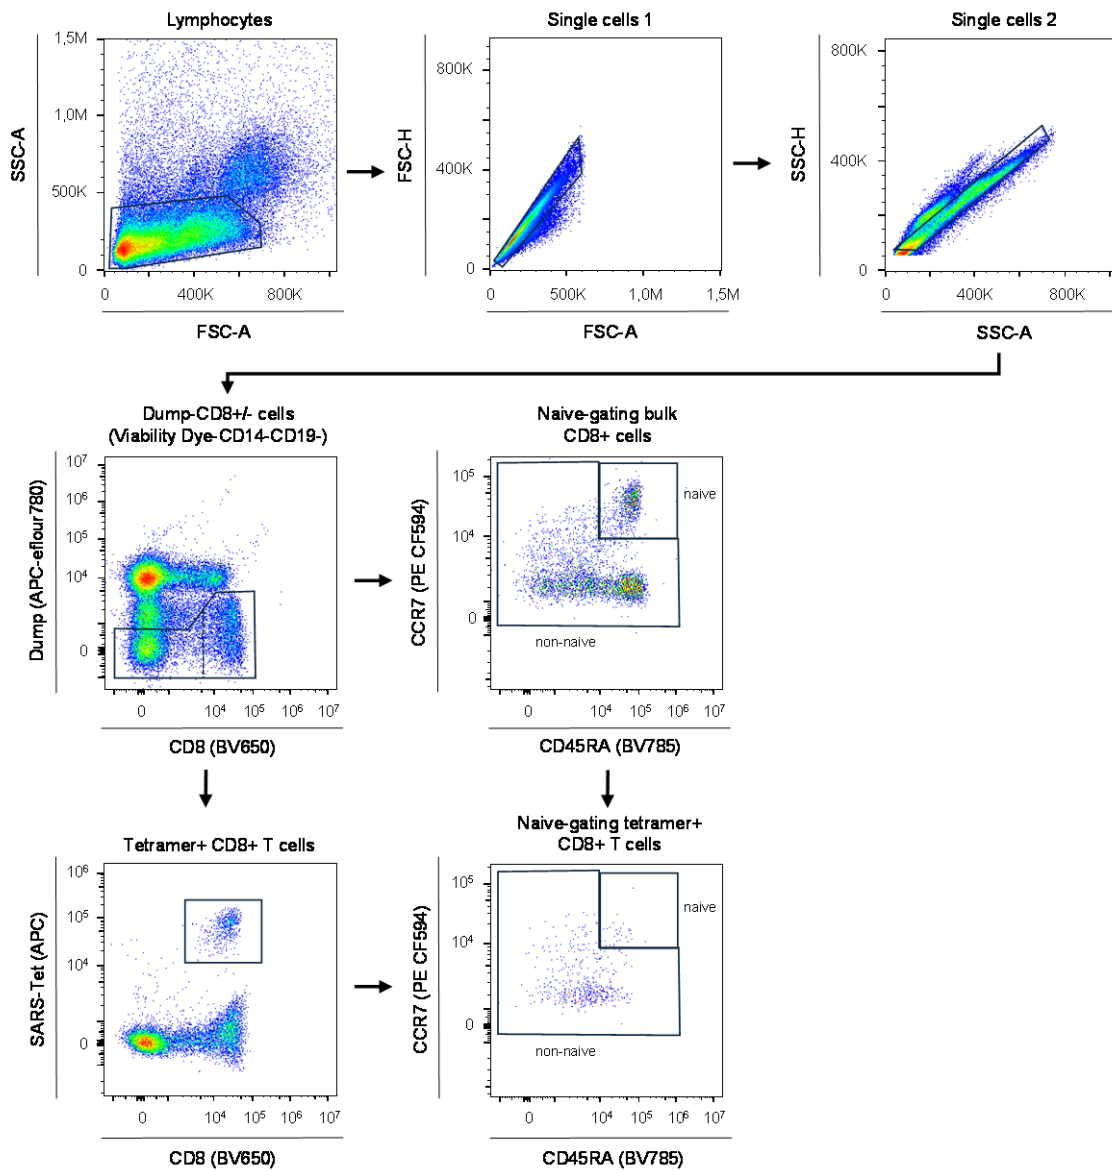 Lymphocytes
Single cells 1
Single cells 2
SSC-A
1,5M
1,0M
500K
0
0
400K
800K
FSC-A
FSC-H
800K
400K
0
0
500K
1,0M
1,5M
FSC-A
SSC-H
800K
400K
0
0
400K
800K
SSC-A
Dump-CD8+/- cells
(Viability Dye-CD14-CD19-)
Dump (APC-eflour780)
10⁷
10⁶
10⁵
10⁴
0
0
10⁴
10⁵
10⁶
10⁷
CD8 (BV650)
Naive-gating bulk
CD8+ cells
CCR7 (PE CF594)
10⁵
10⁴
0
naive
non-naive
0
10⁴
10⁵
10⁶
10⁷
CD45RA (BV785)
Tetramer+ CD8+ T cells
SARS-Tet (APC)
10⁶
10⁵
10⁴
0
0
10⁴
10⁵
10⁶
10⁷
CD8 (BV650)
Naive-gating tetramer+
CD8+ T cells
CCR7 (PE CF594)
10⁵
10⁴
0
naive
non-naive
0
10⁴
10⁵
10⁶
10⁷
CD45RA (BV785)